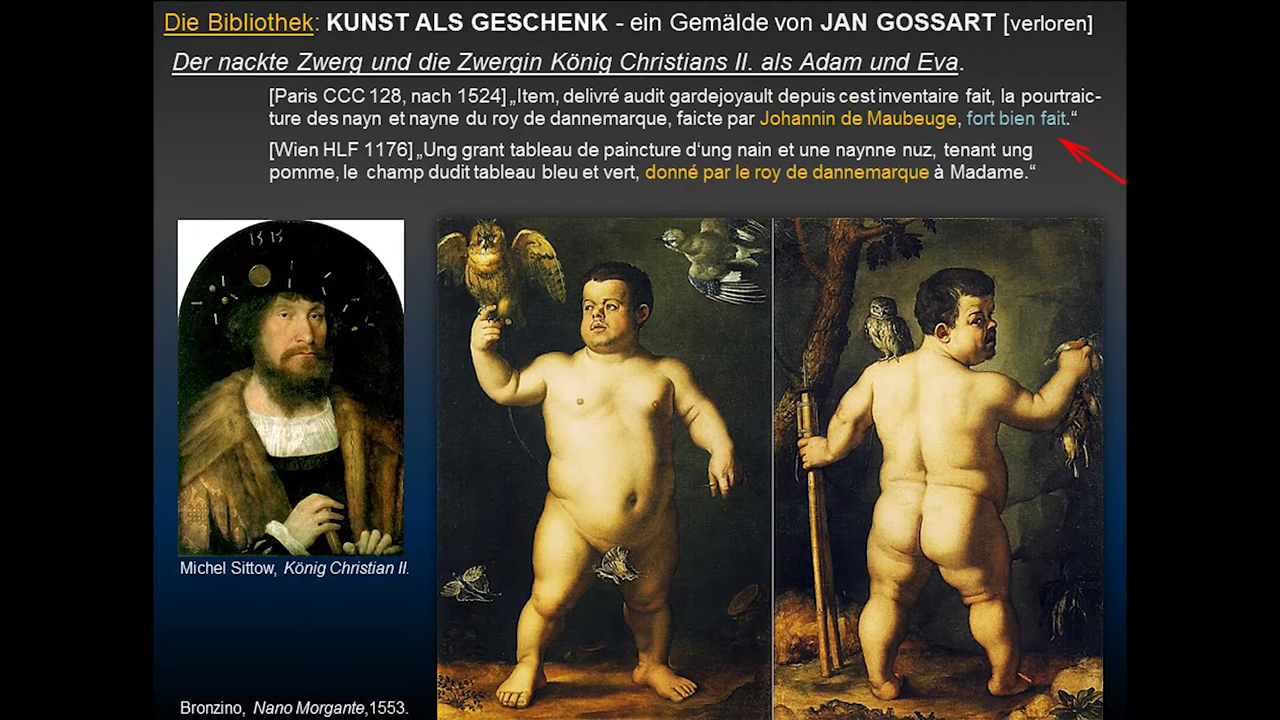 Die Bibliothek: KUNST ALS GESCHENK - ein Gemälde von JAN GOSSART [verloren]
Der nackte Zwerg und die Zwergin König Christians II. als Adam und Eva.
[Paris CCC 128, nach 1524] „Item, delivré audit gardejoyault depuis cest inventaire fait, la pourtraic-
ture des nayn et nayne du roy de dannemarque, faicte par Johannin de Maubeuge, fort bien fait.“
[Wien HLF 1176] „Ung grant tableau de paincture d‘ung nain et une naynne nuz, tenant ung
pomme, le champ dudit tableau bleu et vert, donné par le roy de dannemarque à Madame.“
1515
Michel Sittow, König Christian II.
Bronzino, Nano Morgante,1553.